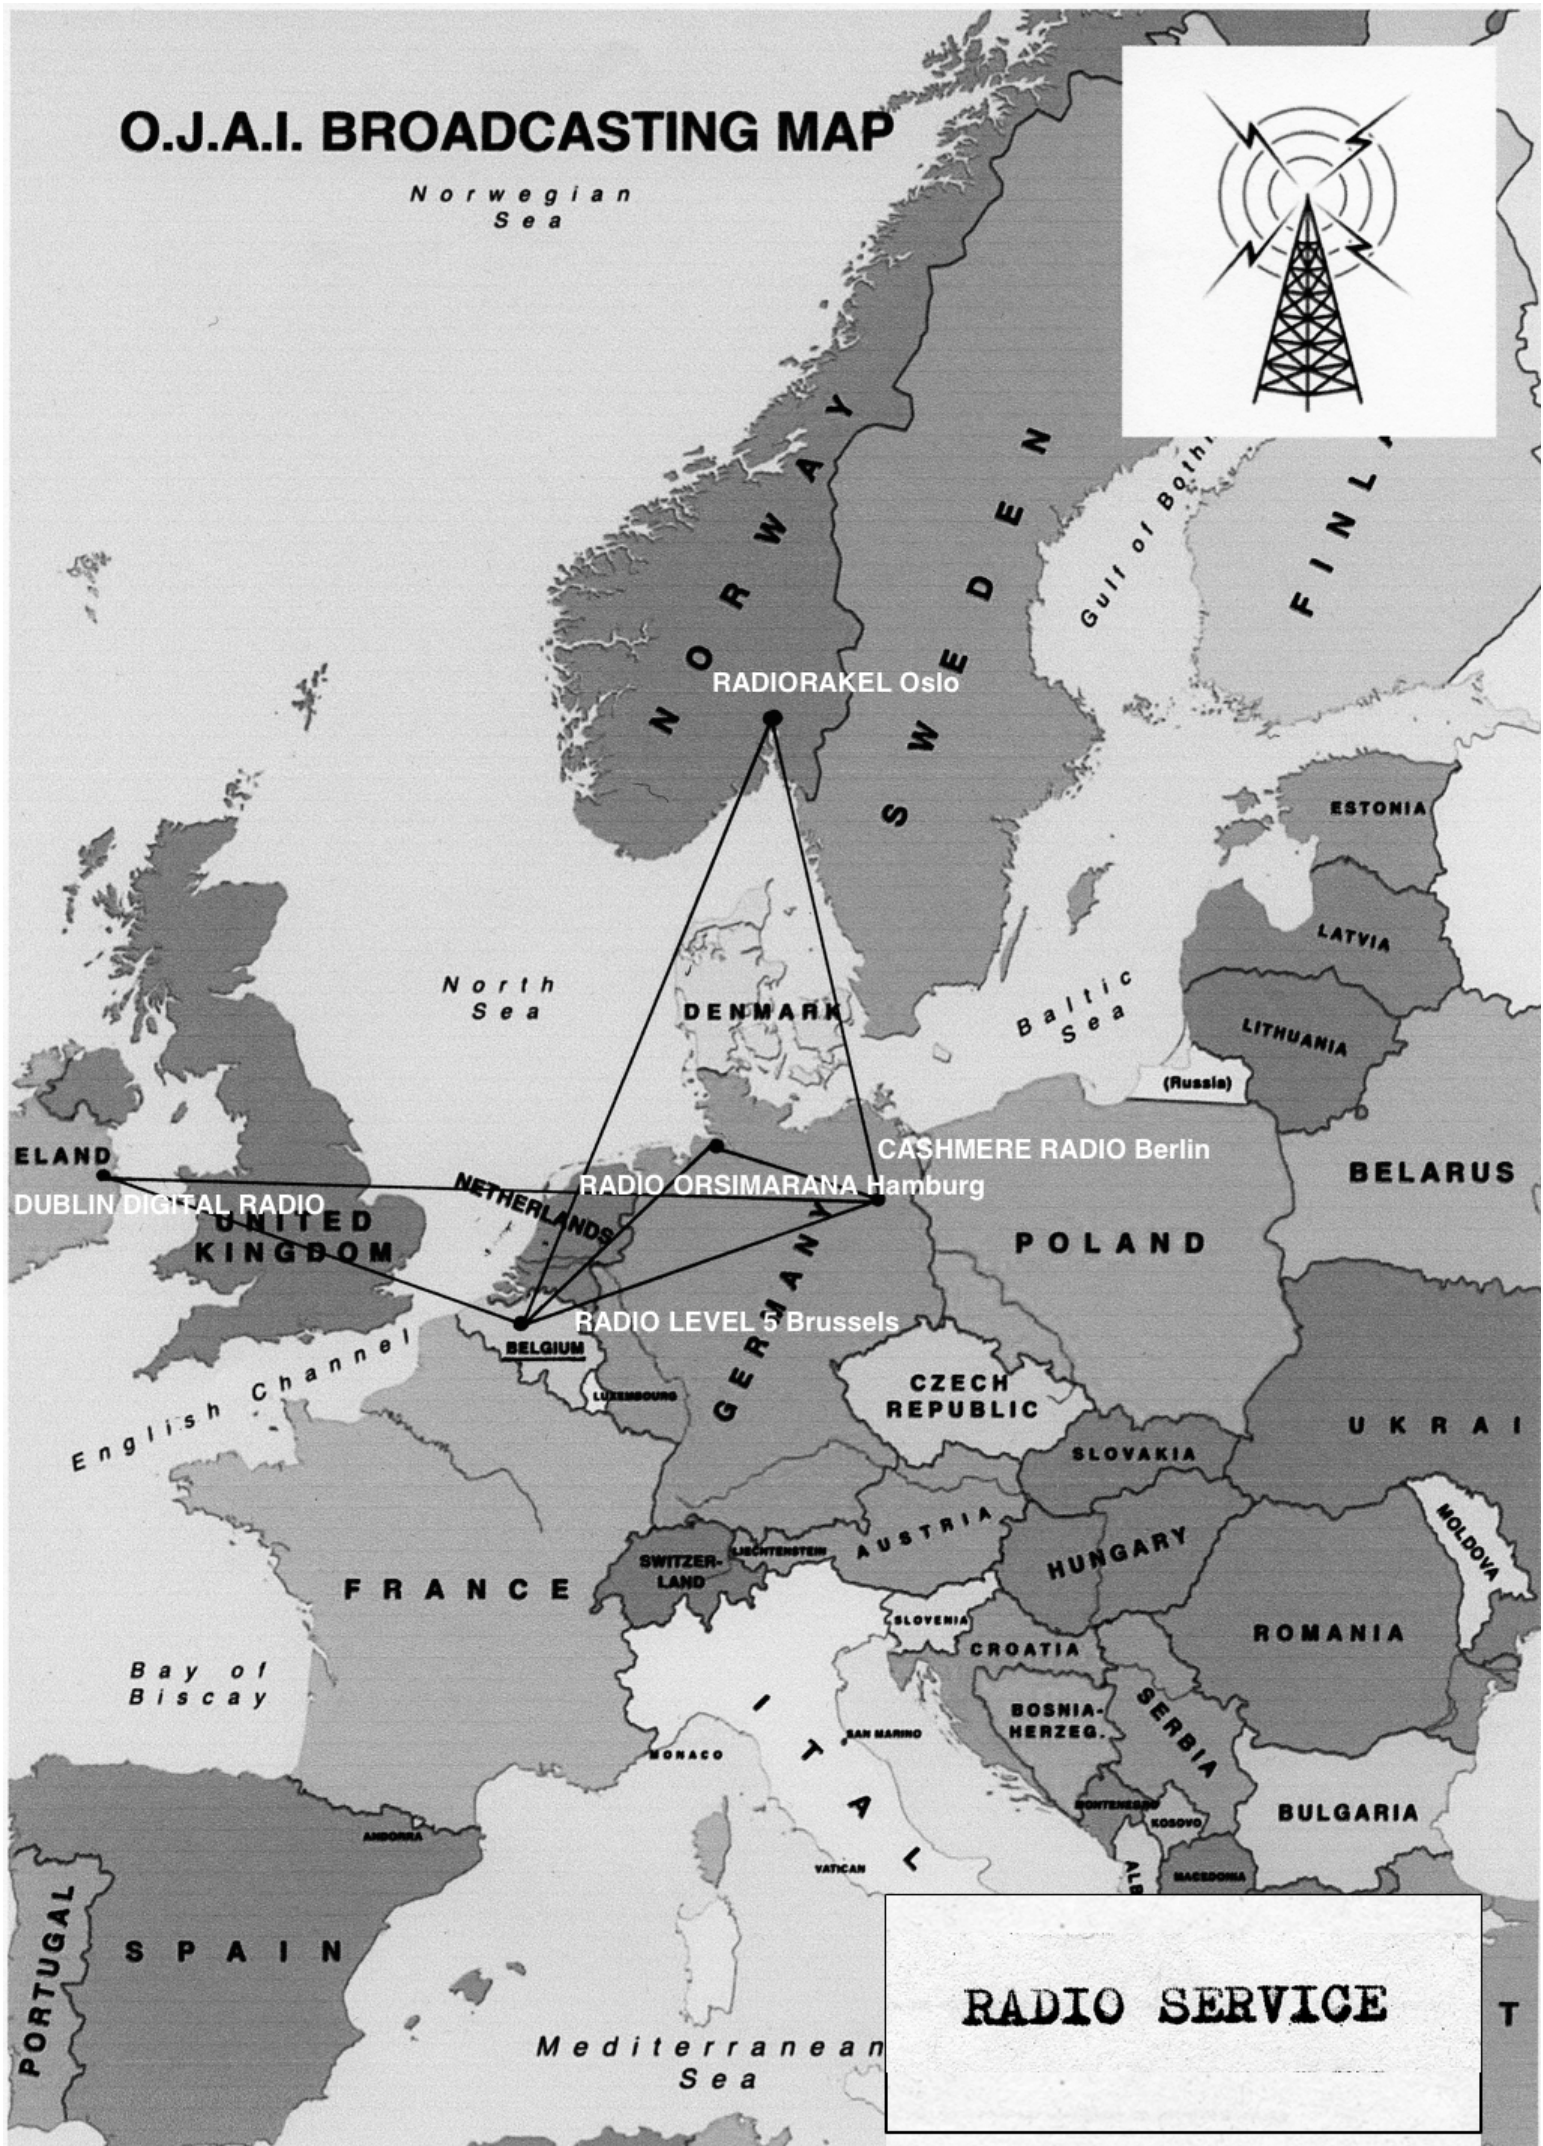 O.J.A.I. BROADCASTING MAP
Norwegian
Sea
NORWAY
SWEDEN
Gulf of Bothni
FINLA
RADIORAKEL Oslo
ESTONIA
LATVIA
North
Sea
DENMARK
Baltic
Sea
LITHUANIA
(Russia)
ELAND
CASHMERE RADIO Berlin
BELARUS
NETHERLANDS
RADIO ORSIMARANA Hamburg
DUBLIN DIGITAL RADIO
UNITED
KINGDOM
POLAND
GERMANY
RADIO LEVEL 5 Brussels
BELGIUM
English Channel
LUXEMBOURG
CZECH
REPUBLIC
UKRAI
SLOVAKIA
AUSTRIA
MOLDOVA
HUNGARY
LIECHTENSTEIN
SWITZER-
LAND
FRANCE
SLOVENIA
ROMANIA
CROATIA
Bay of
Biscay
ITAL
BOSNIA-
HERZEG.
SERBIA
SAN MARINO
MONACO
MONTENEGRO
KOSOVO
BULGARIA
ANDORRA
VATICAN
ALB
MACEDONIA
PORTUGAL
SPAIN
RADIO SERVICE
T
Mediterranean
Sea